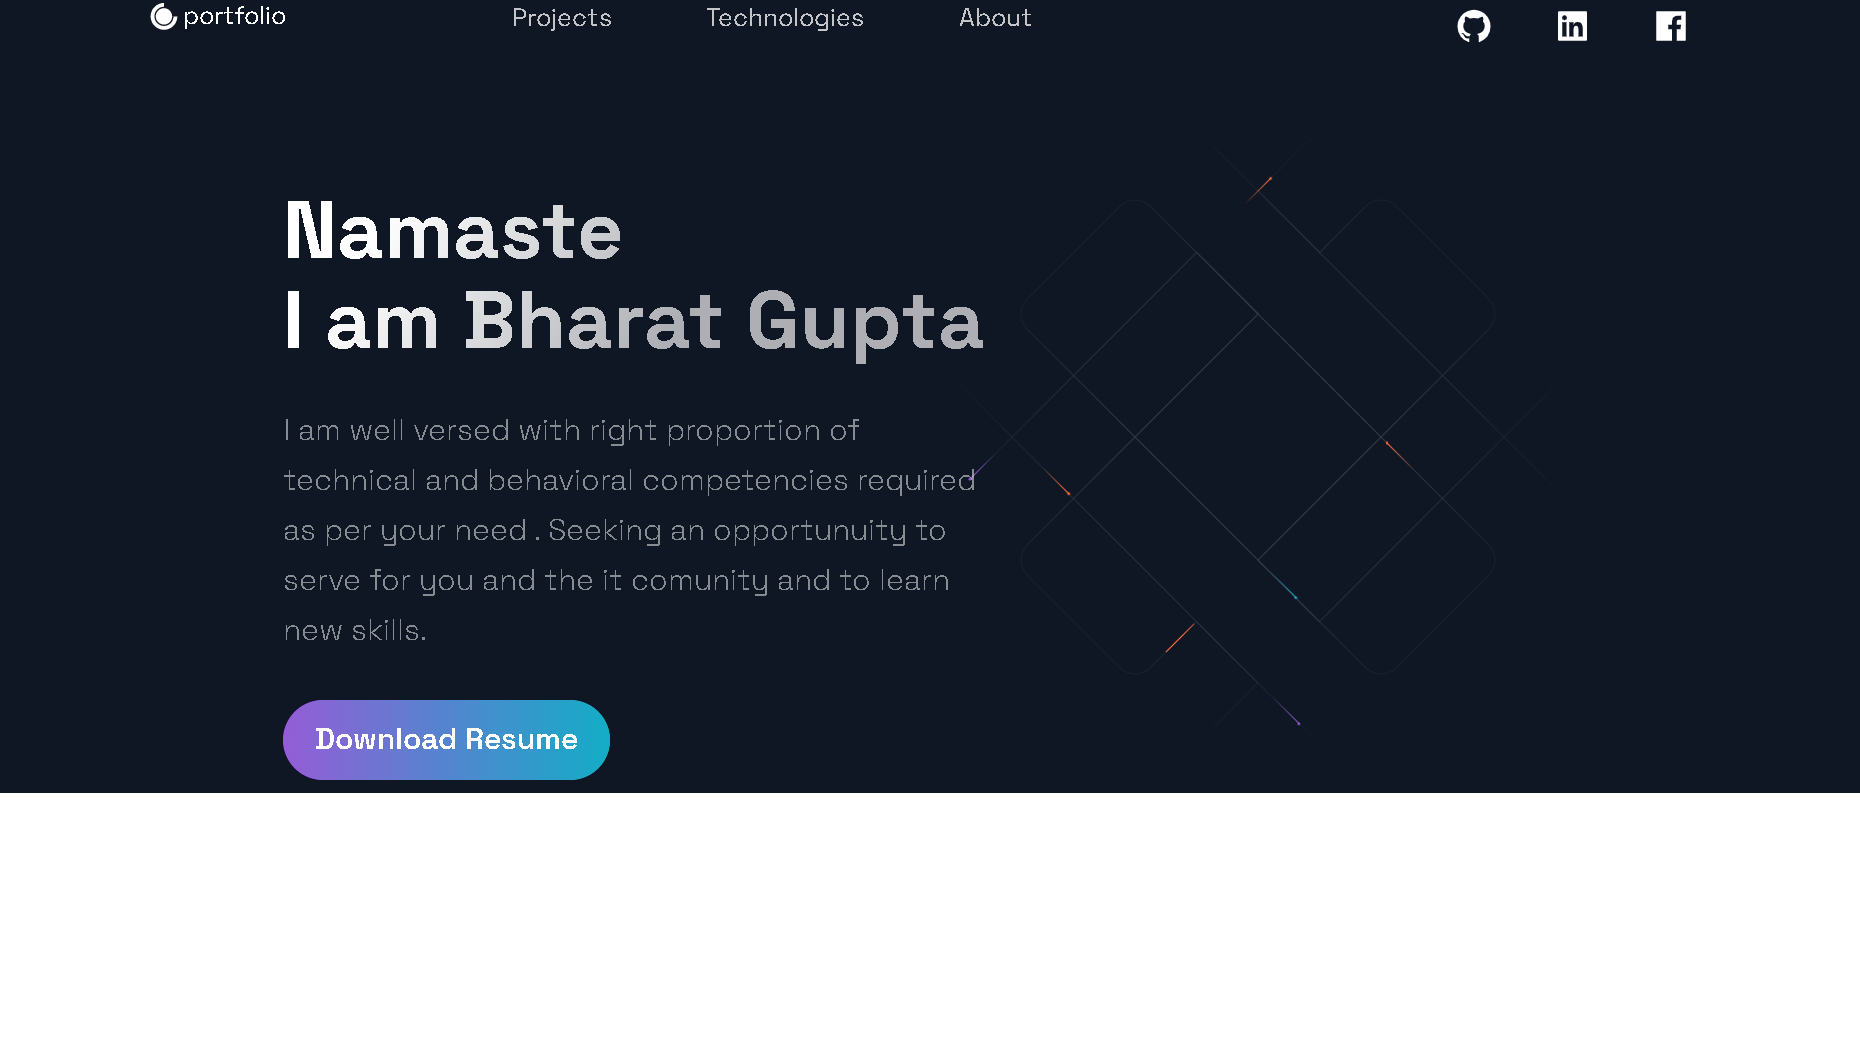 portfolio
Projects
Technologies
About
in
Namaste
I am Bharat Gupta
I am well versed with right proportion of
technical and behavioral competencies required
as per your need . Seeking an opportunuity to
serve for you and the it comunity and to learn
new skills.
Download Resume